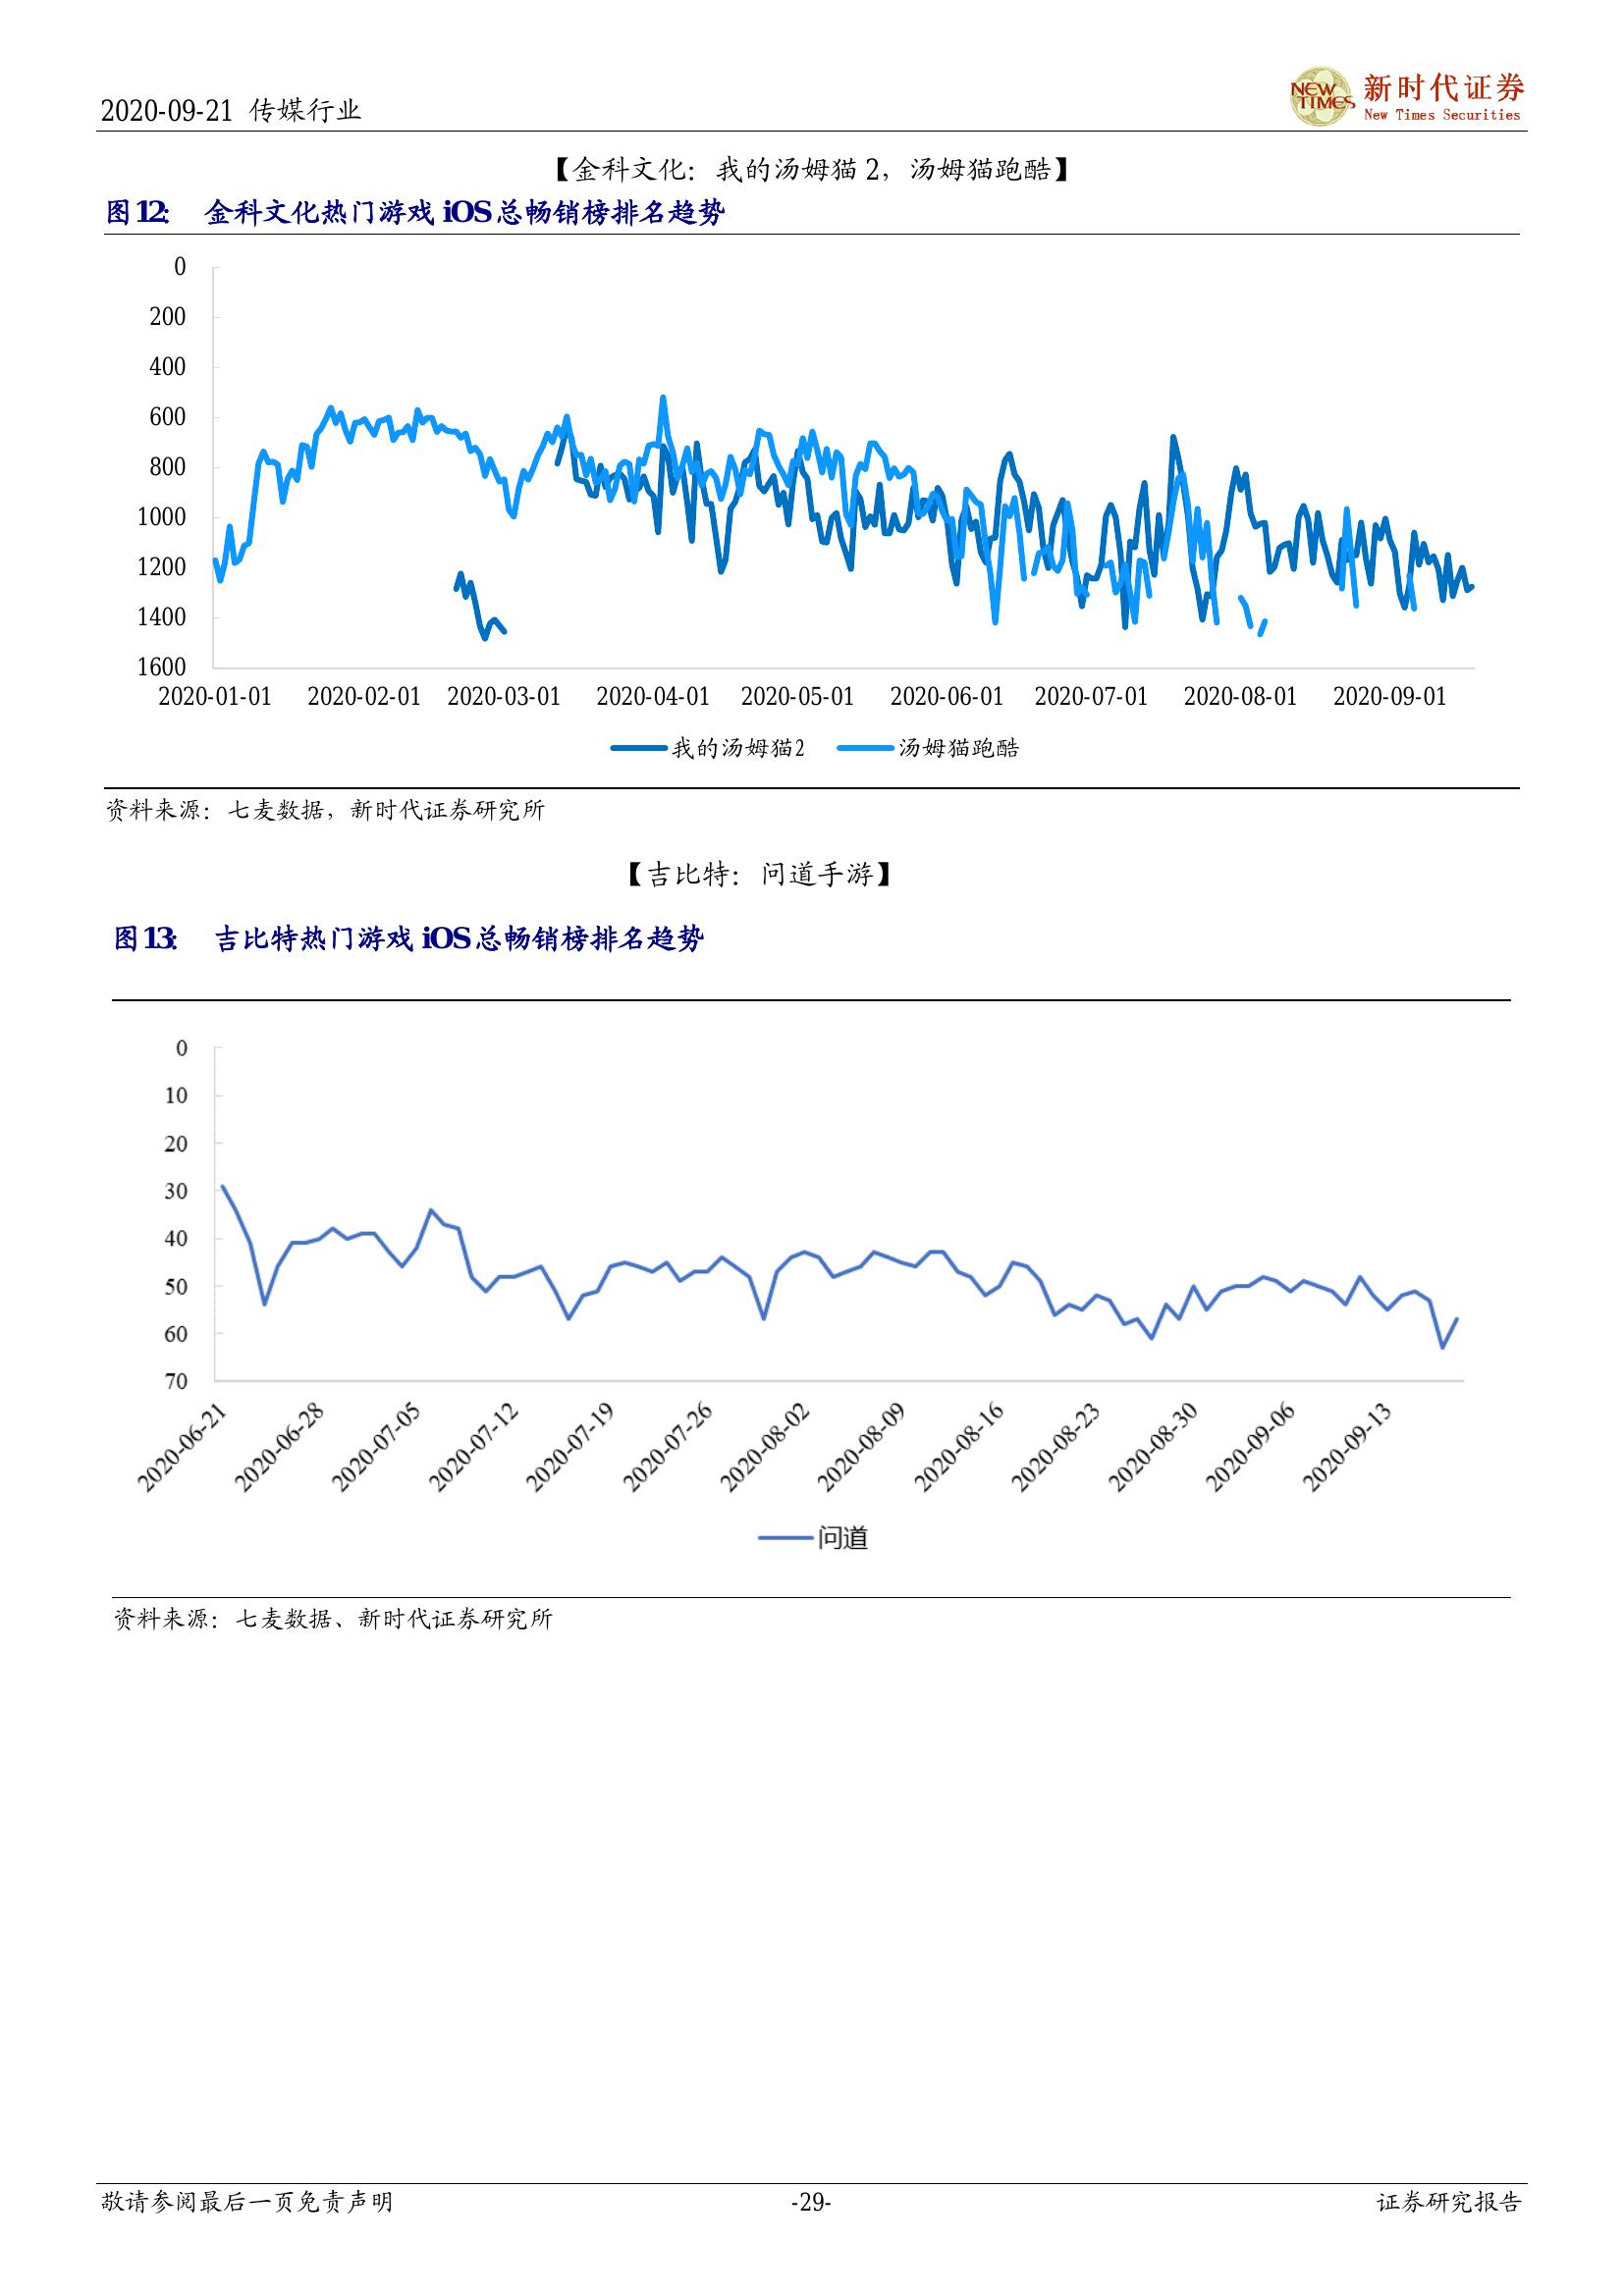 2020-09-21 传媒行业
NEW TIMES
新时代证券
New Times Securities
【金科文化：我的汤姆猫 2，汤姆猫跑酷】
图12： 金科文化热门游戏 iOS 总畅销榜排名趋势
0
200
400
600
800
1000
1200
1400
1600
2020-01-01 2020-02-01 2020-03-01 2020-04-01 2020-05-01 2020-06-01 2020-07-01 2020-08-01 2020-09-01
我的汤姆猫2 汤姆猫跑酷
资料来源：七麦数据，新时代证券研究所
【吉比特：问道手游】
图13： 吉比特热门游戏 iOS 总畅销榜排名趋势
0
10
20
30
40
50
60
70
2020-06-21 2020-06-28 2020-07-05 2020-07-12 2020-07-19 2020-07-26 2020-08-02 2020-08-09 2020-08-16 2020-08-23 2020-08-30 2020-09-06 2020-09-13
问道
资料来源：七麦数据、新时代证券研究所
敬请参阅最后一页免责声明 -29- 证券研究报告